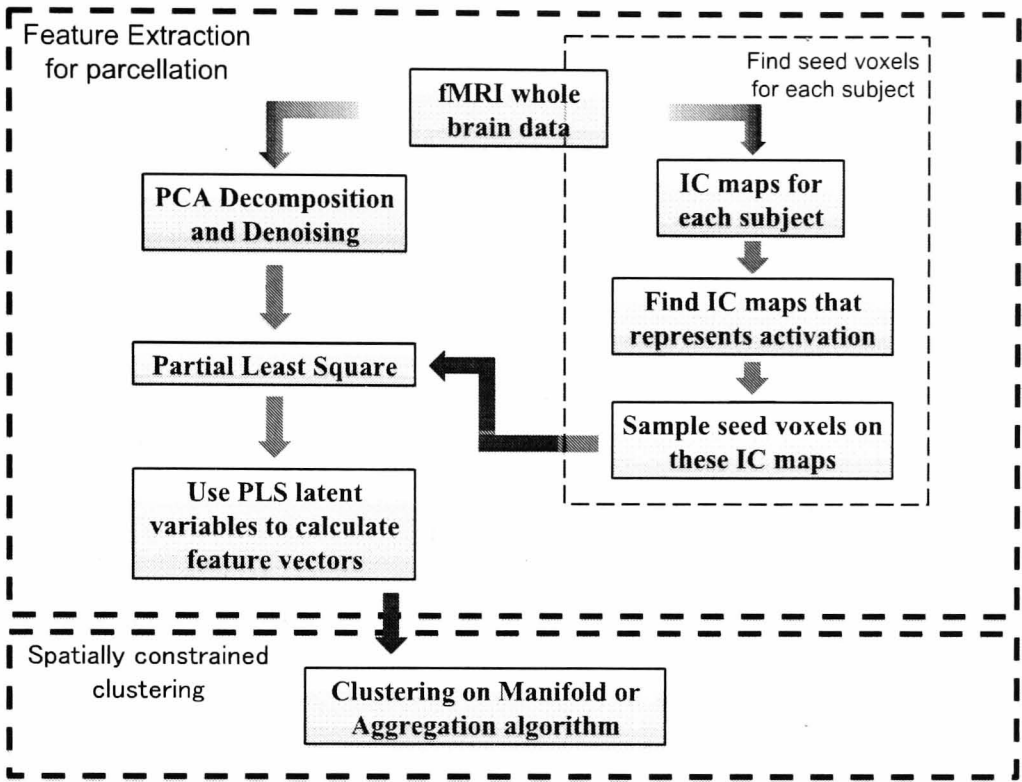 Feature Extraction
for parcellation
Find seed voxels
for each subject
fMRI whole
brain data
PCA Decomposition
and Denoising
IC maps for
each subject
Find IC maps that
represents activation
Partial Least Square
Sample seed voxels on
these IC maps
Use PLS latent
variables to calculate
feature vectors
Spatially constrained
clustering
Clustering on Manifold or
Aggregation algorithm